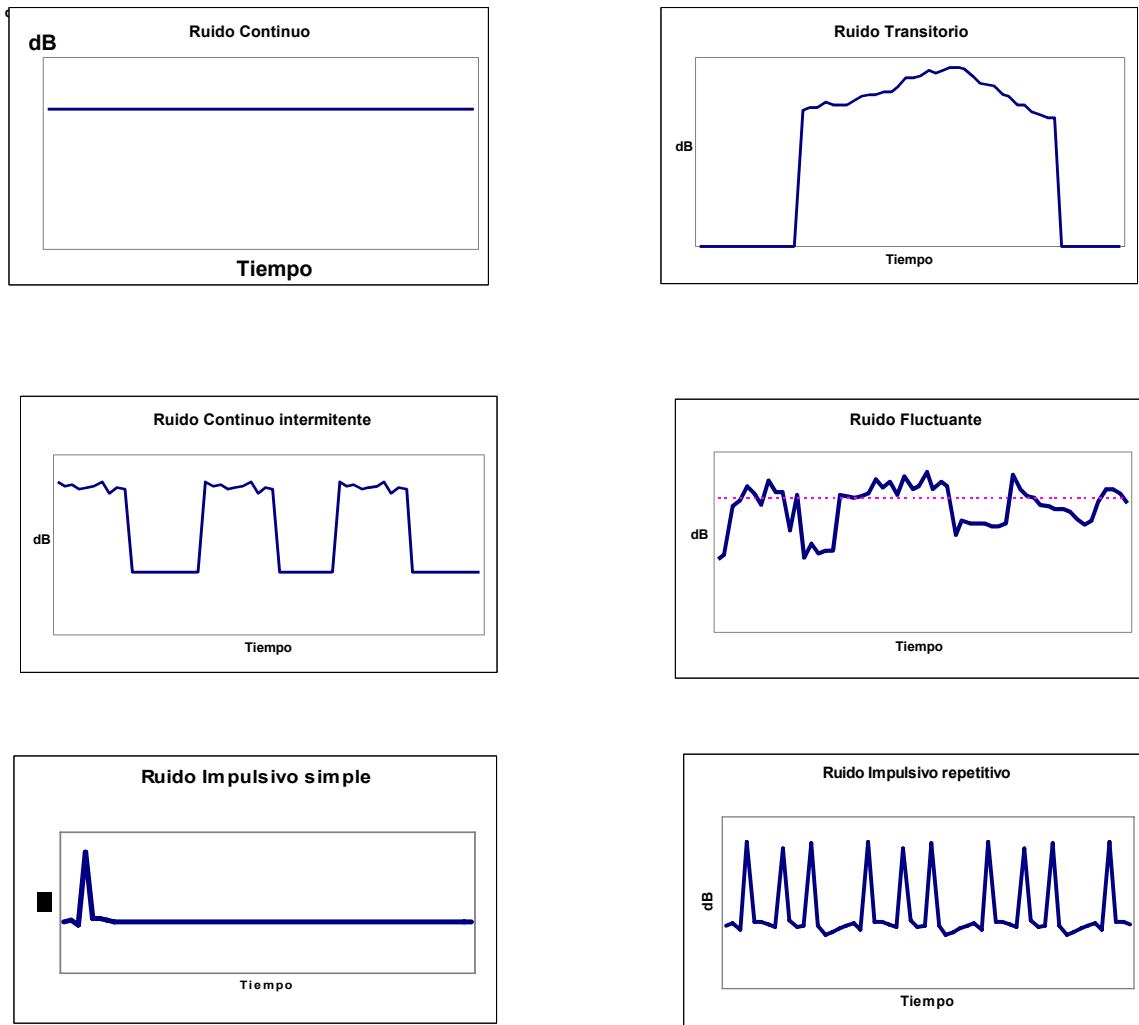 Ruido Continuo
dB
Tiempo
Ruido Transitorio
dB
Tiempo
Ruido Continuo intermitente
dB
Tiempo
Ruido Fluctuante
dB
Tiempo
Ruido Impulsivo simple
Tiempo
Ruido Impulsivo repetitivo
dB
Tiempo